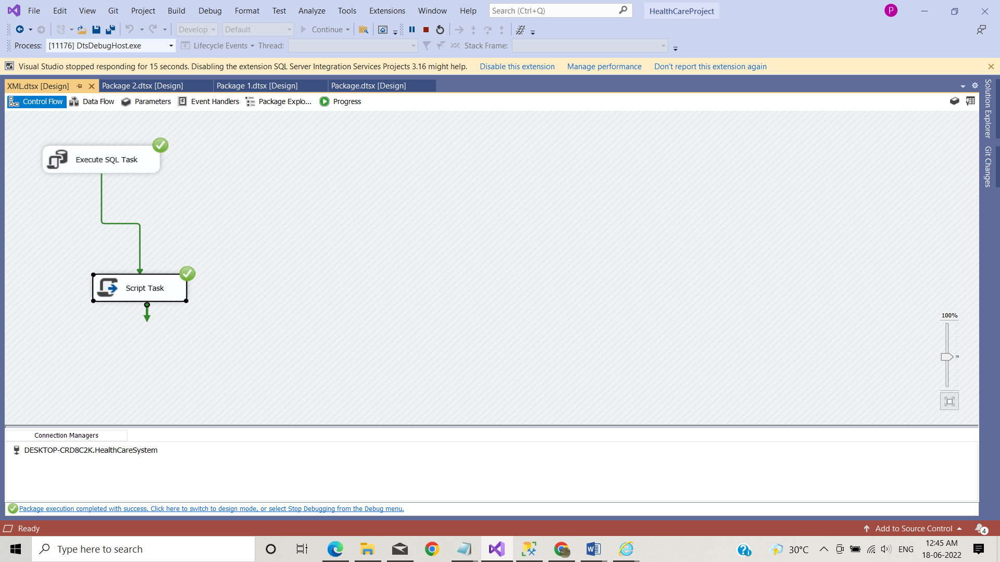 File Edit View Git Project Build Debug Format Test Analyze Tools Extensions Window Help Search (Ctrl+Q) HealthCareProject P
Develop Default Continue
Process: [11176] DtsDebugHost.exe Lifecycle Events Thread: Stack Frame:
Visual Studio stopped responding for 15 seconds. Disabling the extension SQL Server Integration Services Projects 3.16 might help. Disable this extension Manage performance Don't report this extension again
XML.dtsx [Design] Package 2.dtsx [Design] Package 1.dtsx [Design] Package.dtsx [Design]
Control Flow Data Flow Parameters Event Handlers Package Explo... Progress
Solution Explorer
Git Changes
Execute SQL Task
Script Task
100%
Connection Managers
DESKTOP-CRD8C2K.HealthCareSystem
Package execution completed with success. Click here to switch to design mode, or select Stop Debugging from the Debug menu.
Ready Add to Source Control 4
Type here to search 30°C ENG 12:45 AM
18-06-2022